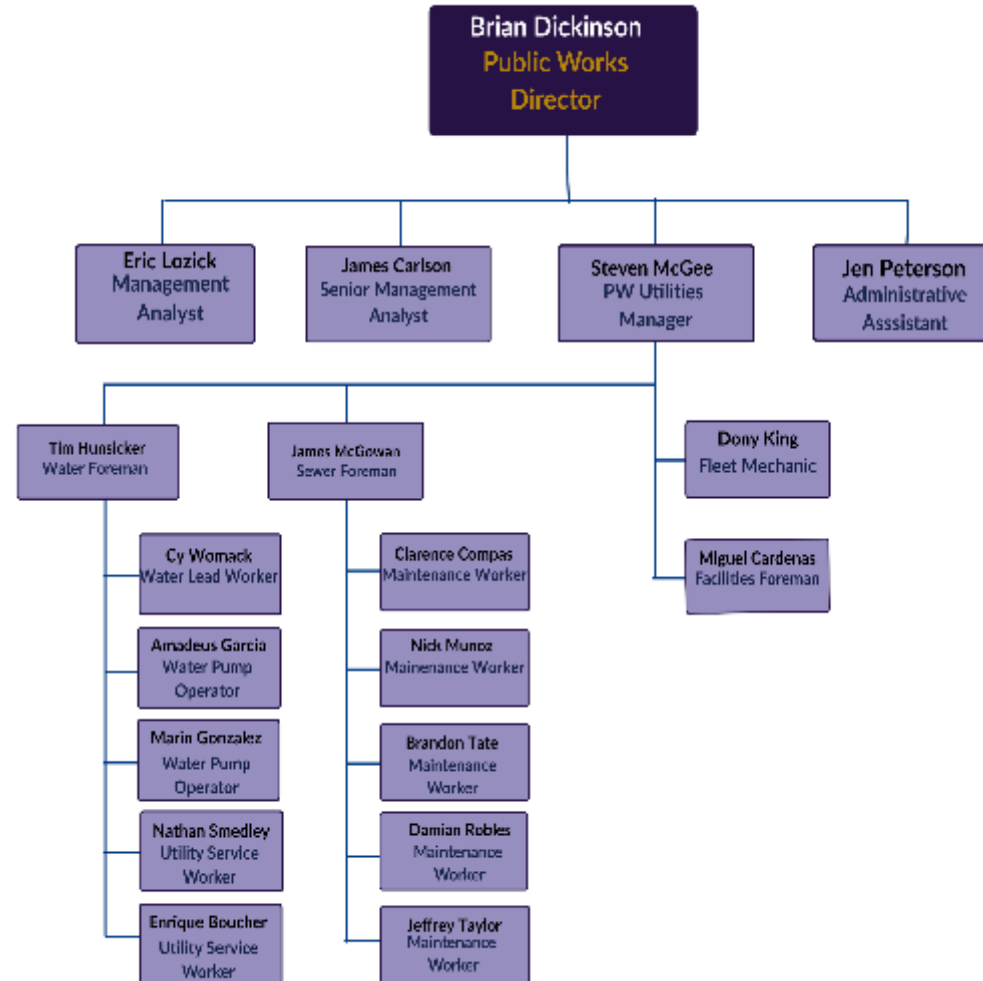 Brian Dickinson
Public Works
Director
Eric Lozick
Management
Analyst
James Carlson
Senior Management
Analyst
Steven McGee
PW Utilities
Manager
Jen Peterson
Administrative
Asssistant
Tim Hunsicker
Water Foreman
James McGowan
Sewer Foreman
Dony King
Fleet Mechanic
Miguel Cardenas
Facilities Foreman
Cy Womack
Water Lead Worker
Amadeus Garcia
Water Pump
Operator
Marin Gonzalez
Water Pump
Operator
Nathan Smedley
Utility Service
Worker
Enrique Boucher
Utility Service
Worker
Clarence Compas
Maintenance Worker
Nick Munoz
Mainenance Worker
Brandon Tate
Maintenance
Worker
Damian Robles
Maintenance
Worker
Jeffrey Taylor
Maintenance
Worker